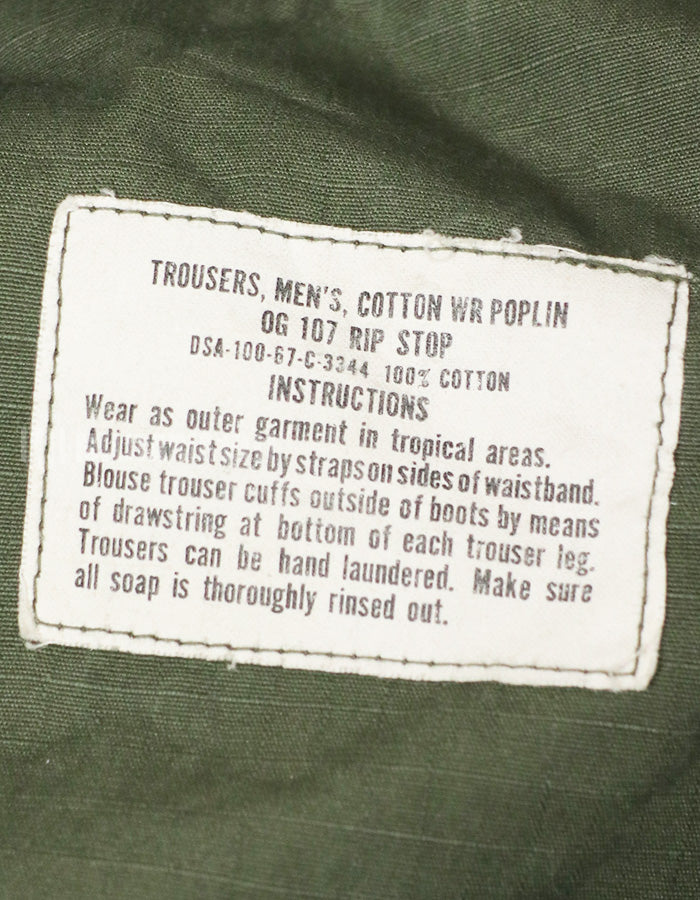 TROUSERS, MEN'S, COTTON WR POPLIN
OG 107 RIP STOP
DSA-100-67-C-3344 100% COTTON
INSTRUCTIONS
Wear as outer garment in tropical areas.
Adjust waist size by straps on sides of waistband.
Blouse trouser cuffs outside of boots by means
of drawstring at bottom of each trouser leg.
Trousers can be hand laundered. Make sure
all soap is thoroughly rinsed out.